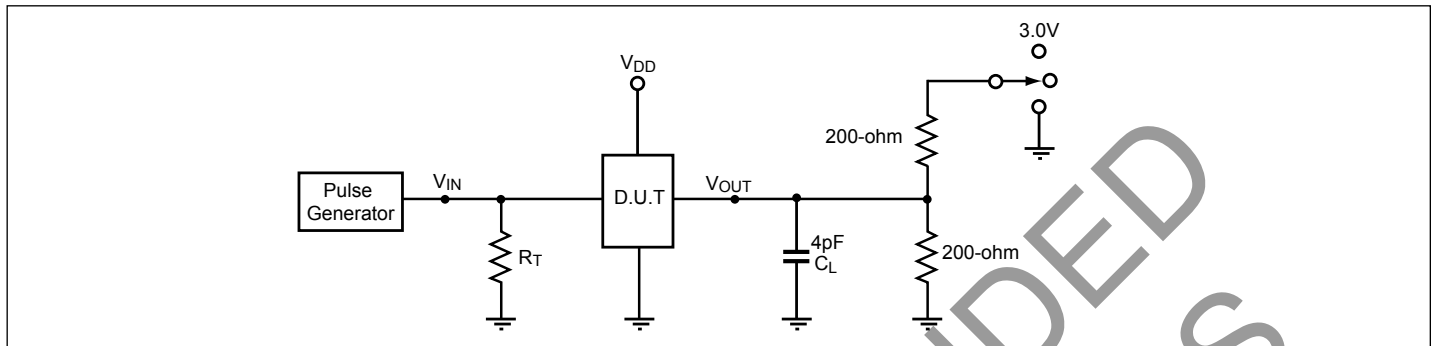 3.0V
VDD
200-ohm
Pulse
Generator
VIN
D.U.T
VOUT
RT
4pF
CL
200-ohm